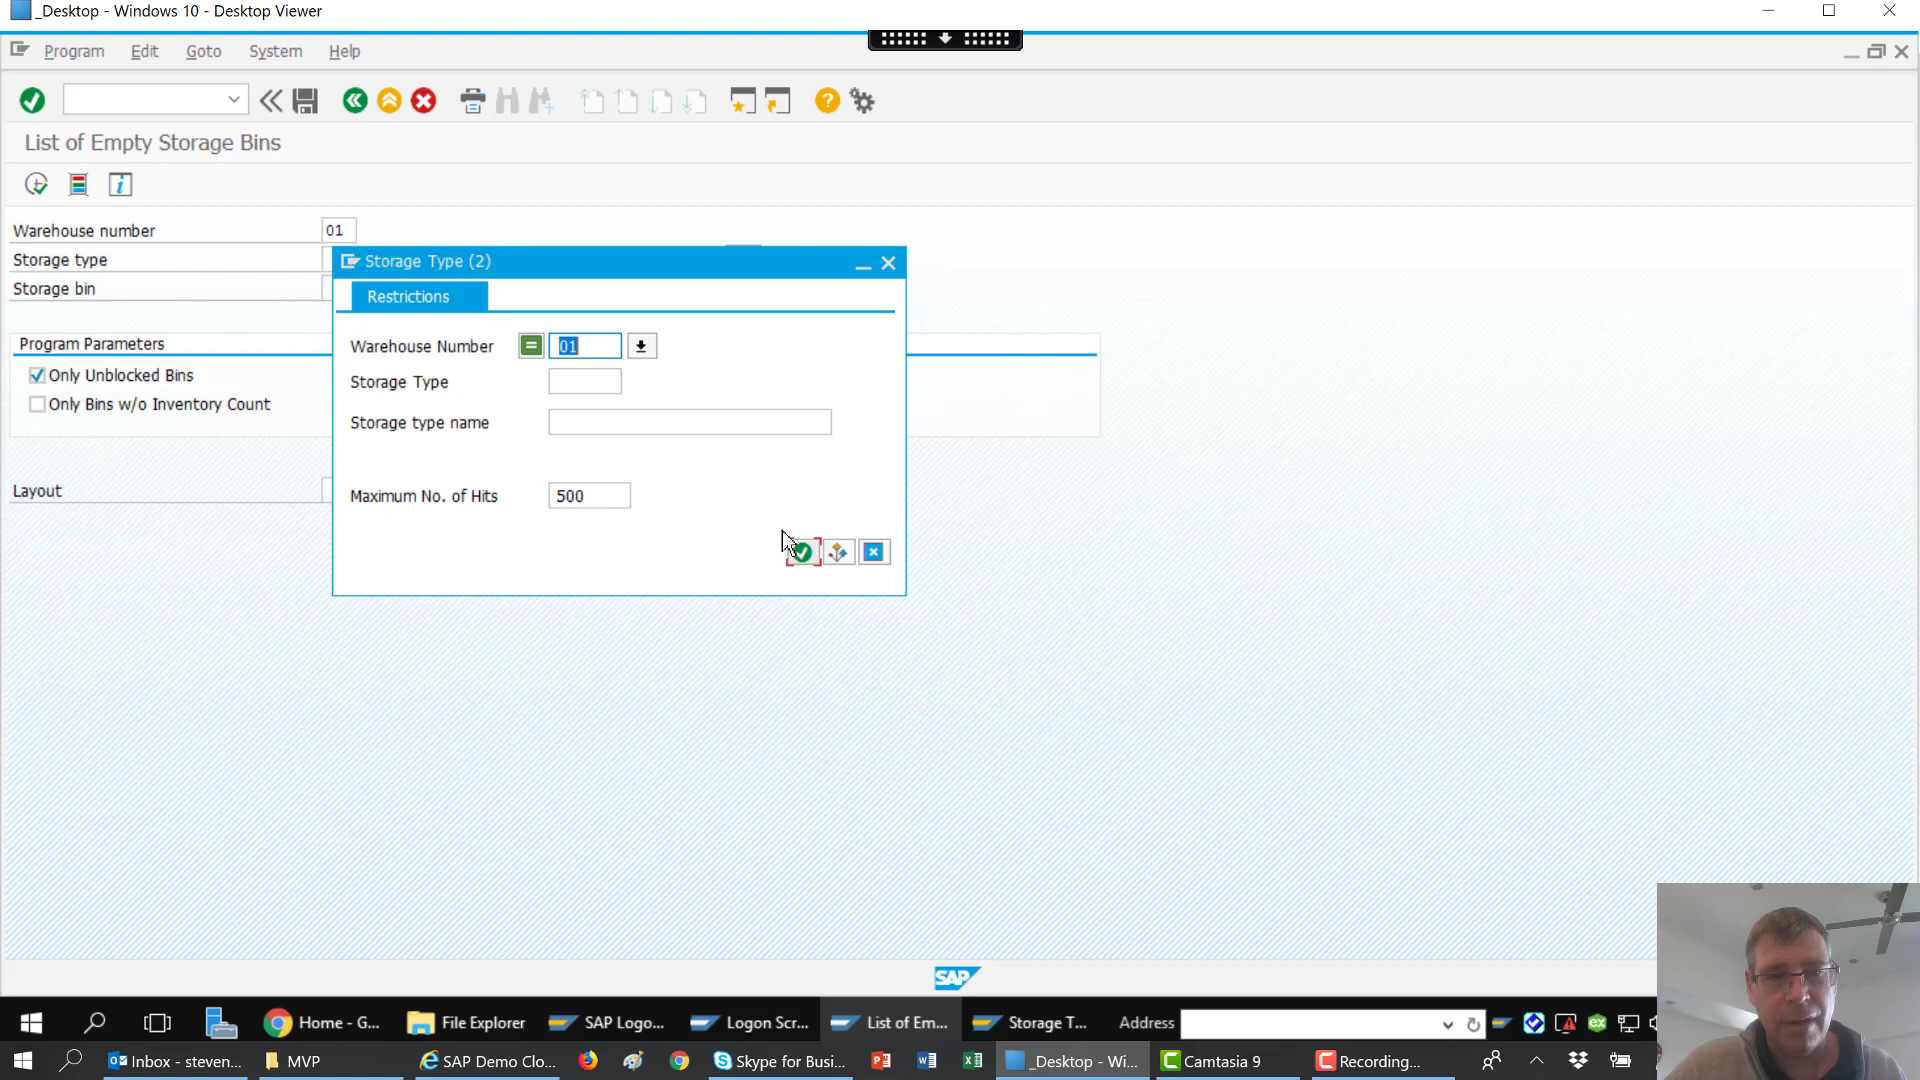 _Desktop - Windows 10 - Desktop Viewer
Program Edit Goto System Help
List of Empty Storage Bins
Warehouse number 01
Storage type
Storage bin
Program Parameters
Only Unblocked Bins
Only Bins w/o Inventory Count
Layout
Storage Type (2)
Restrictions
Warehouse Number 01
Storage Type
Storage type name
Maximum No. of Hits 500
SAP
Home - G... File Explorer SAP Logo... Logon Scr... List of Em... Storage T... Address
Inbox - steven... MVP SAP Demo Clo... Skype for Busi... _Desktop - Wi... Camtasia 9 Recording...